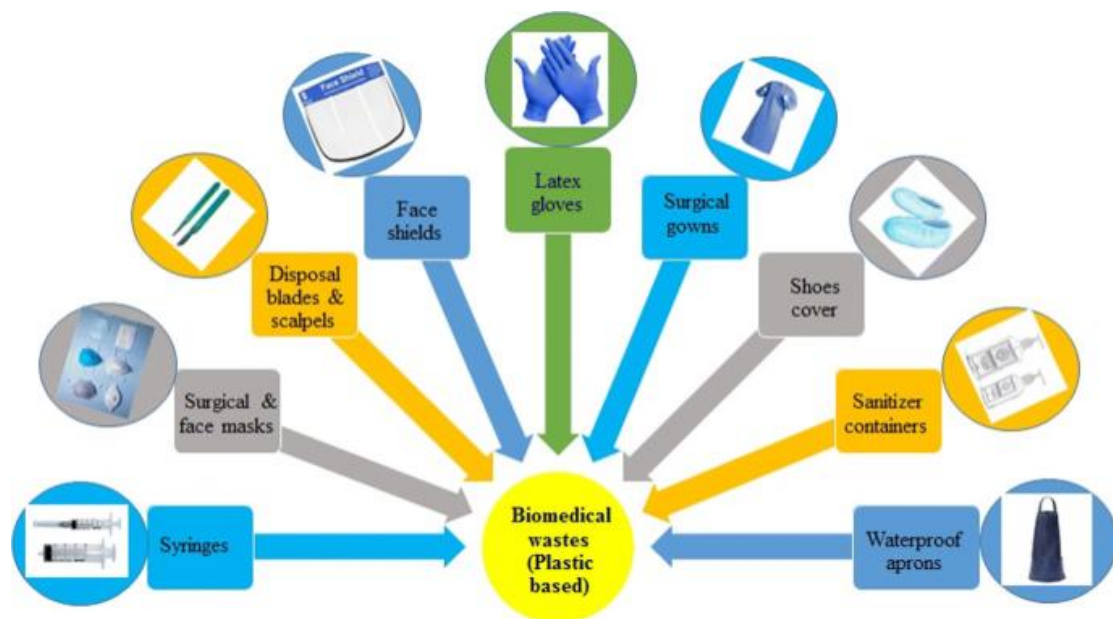 Face Shield
Latex
gloves
Face
shields
Surgical
gowns
Disposal
blades &
scalpels
Shoes
cover
Surgical &
face masks
Sanitizer
containers
Syringes
Biomedical
wastes
(Plastic
based)
Waterproof
aprons